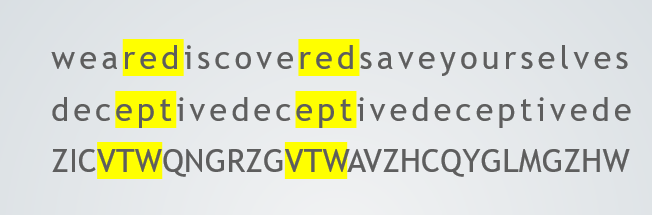 wearediscoveredsaveyourselves
deceptivedeceptivedeceptivede
ZICVTWQNGRZGVTWAVZHCQYGLMGZHW